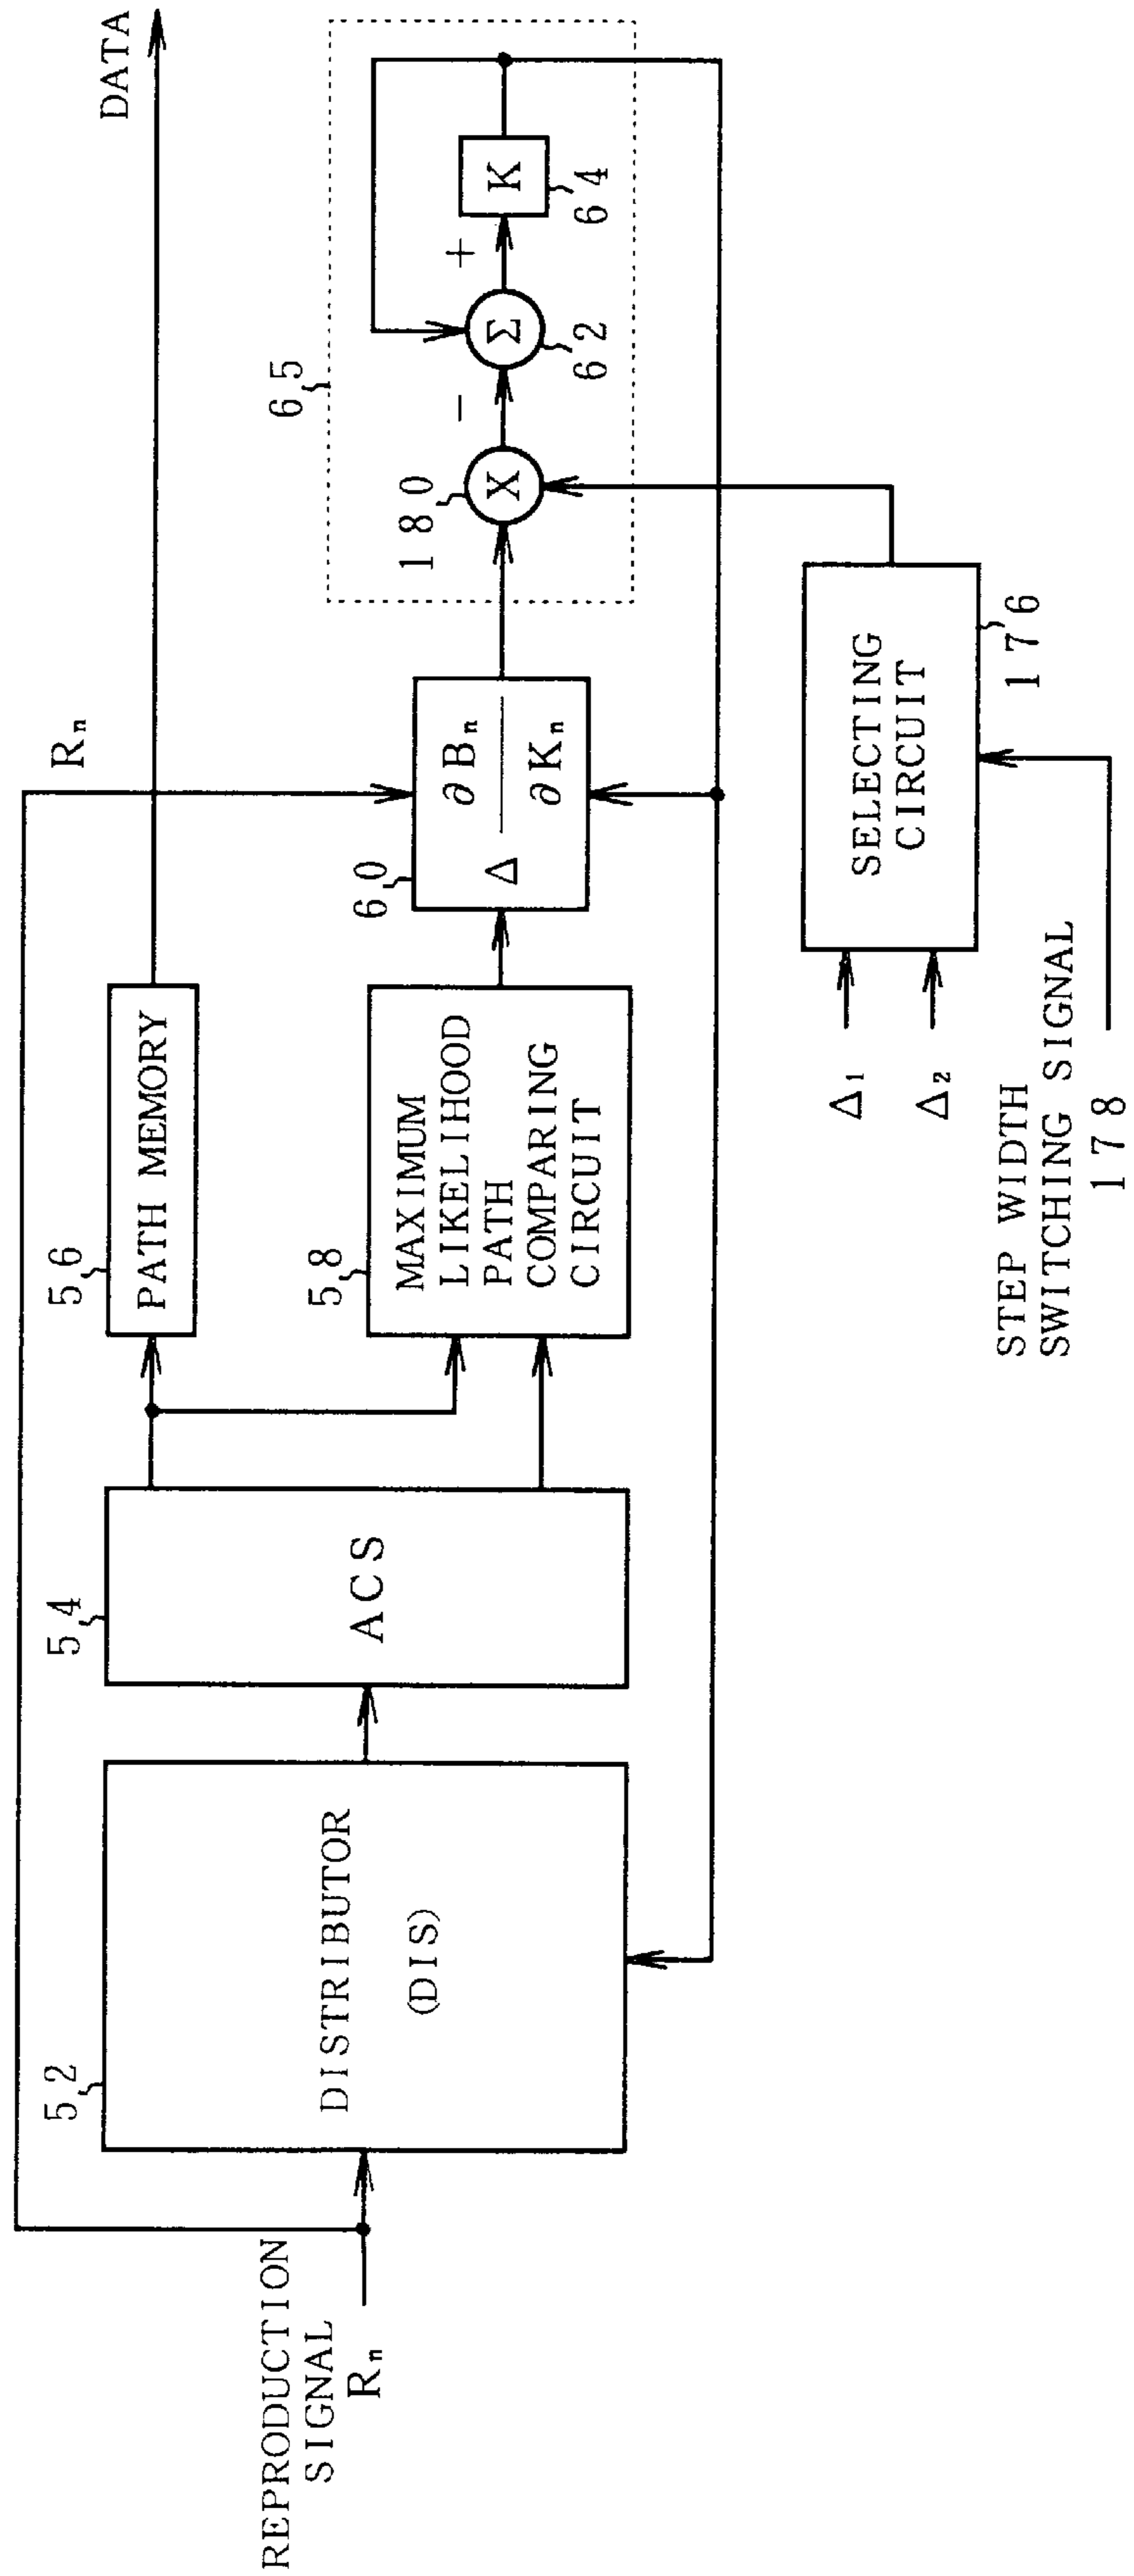 REPRODUCTION
SIGNAL
Rₙ
52
DISTRIBUTOR
(DIS)
54
ACS
56
PATH MEMORY
58
MAXIMUM
LIKELIHOOD
PATH
COMPARING
CIRCUIT
Rₙ
DATA
60
Δ ∂Bₙ
∂Kₙ
65
180
X
−
Σ
62
+
K
64
Δ₁
Δ₂
SELECTING
CIRCUIT
176
STEP WIDTH
SWITCHING SIGNAL
178